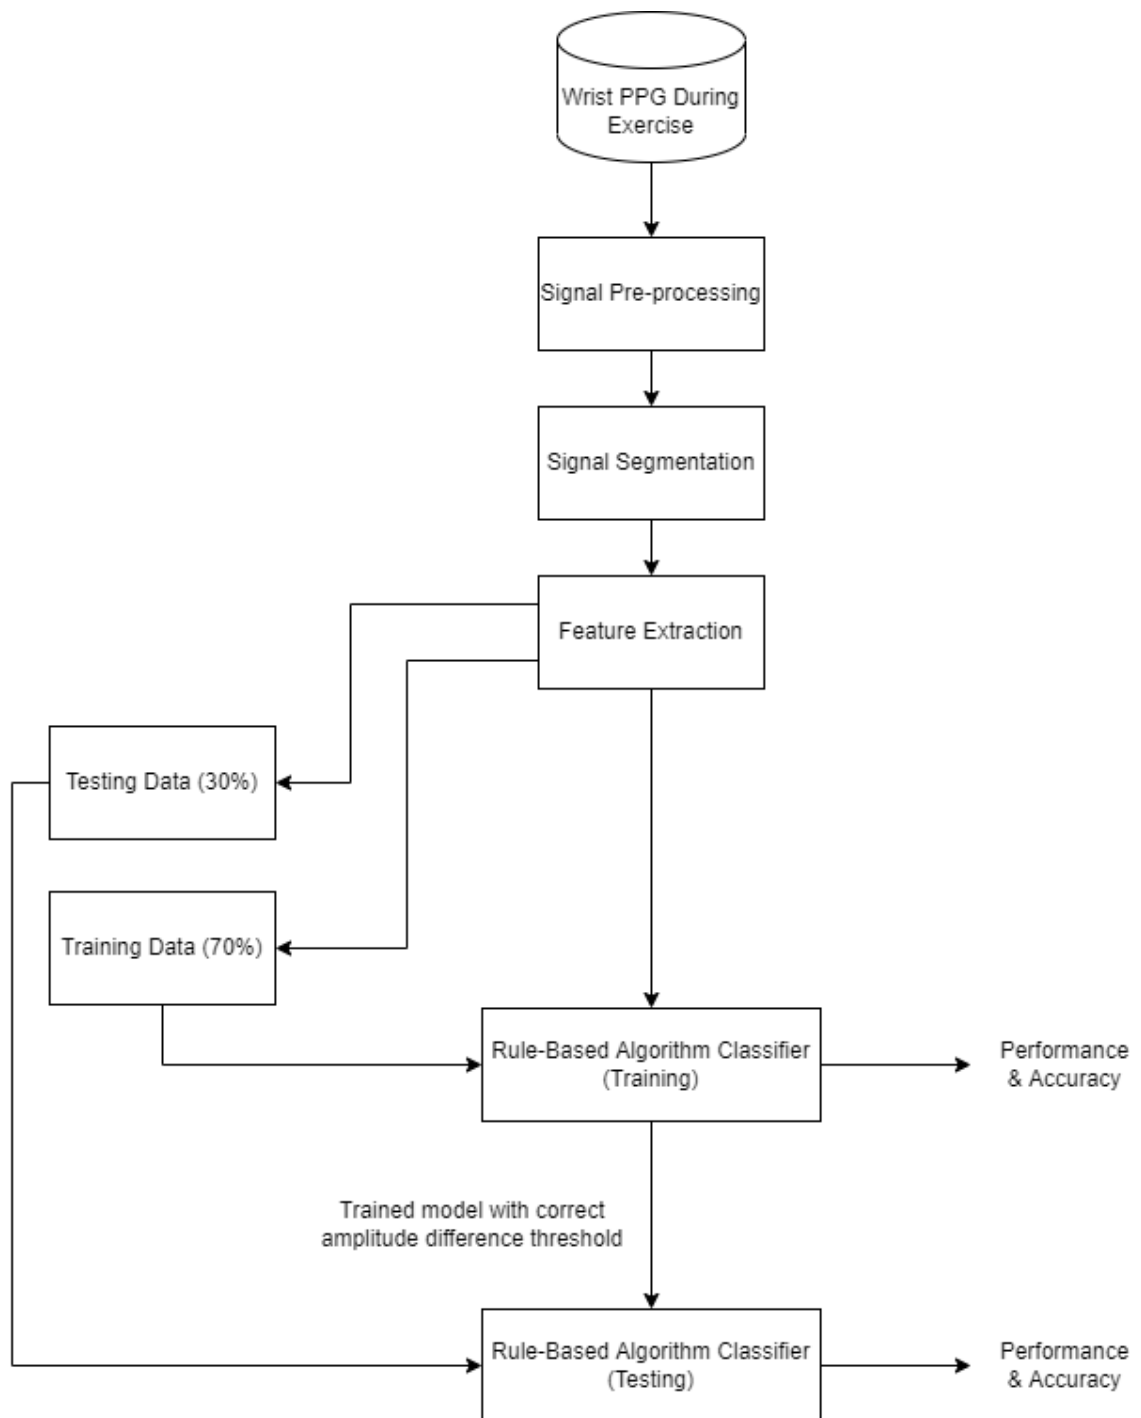 Wrist PPG During
Exercise
Signal Pre-processing
Signal Segmentation
Feature Extraction
Testing Data (30%)
Training Data (70%)
Rule-Based Algorithm Classifier
(Training)
Performance
& Accuracy
Trained model with correct
amplitude difference threshold
Rule-Based Algorithm Classifier
(Testing)
Performance
& Accuracy